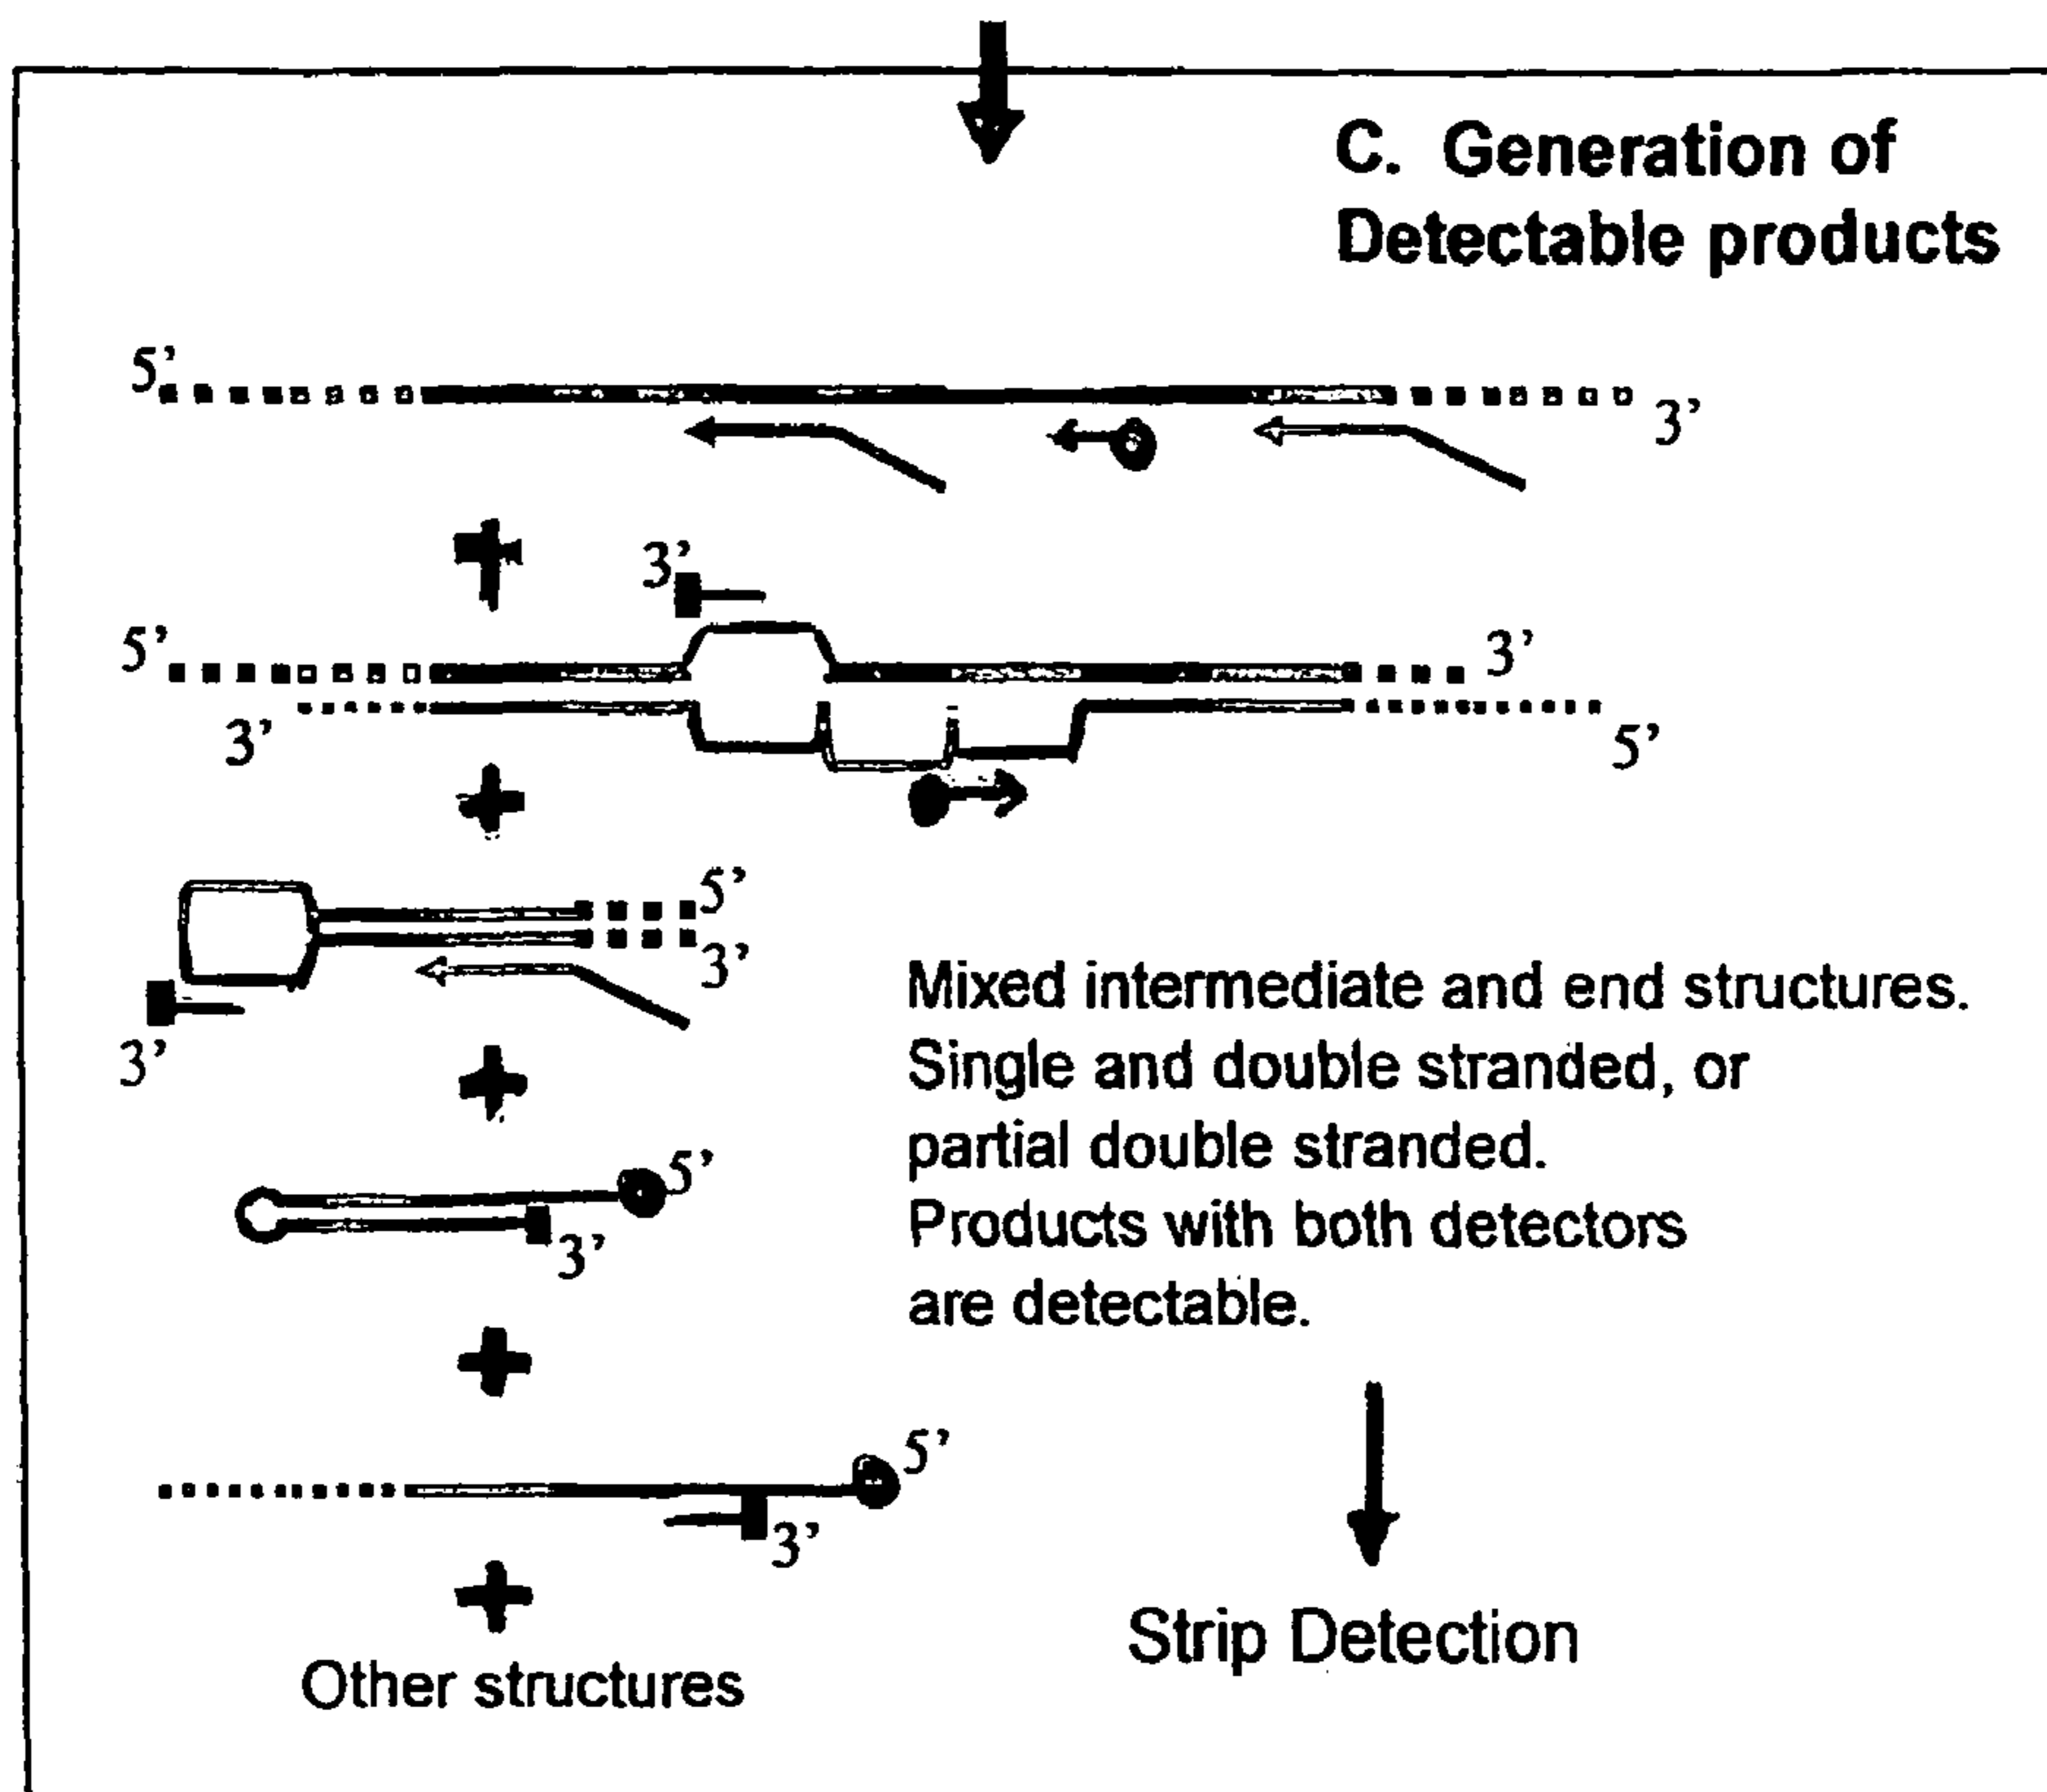 C. Generation of
Detectable products
5’
3’
3’
5’
3’
3’
5’
5’
3’
3’
Mixed intermediate and end structures.
Single and double stranded, or
partial double stranded.
Products with both detectors
are detectable.
5’
3’
5’
3’
Strip Detection
Other structures